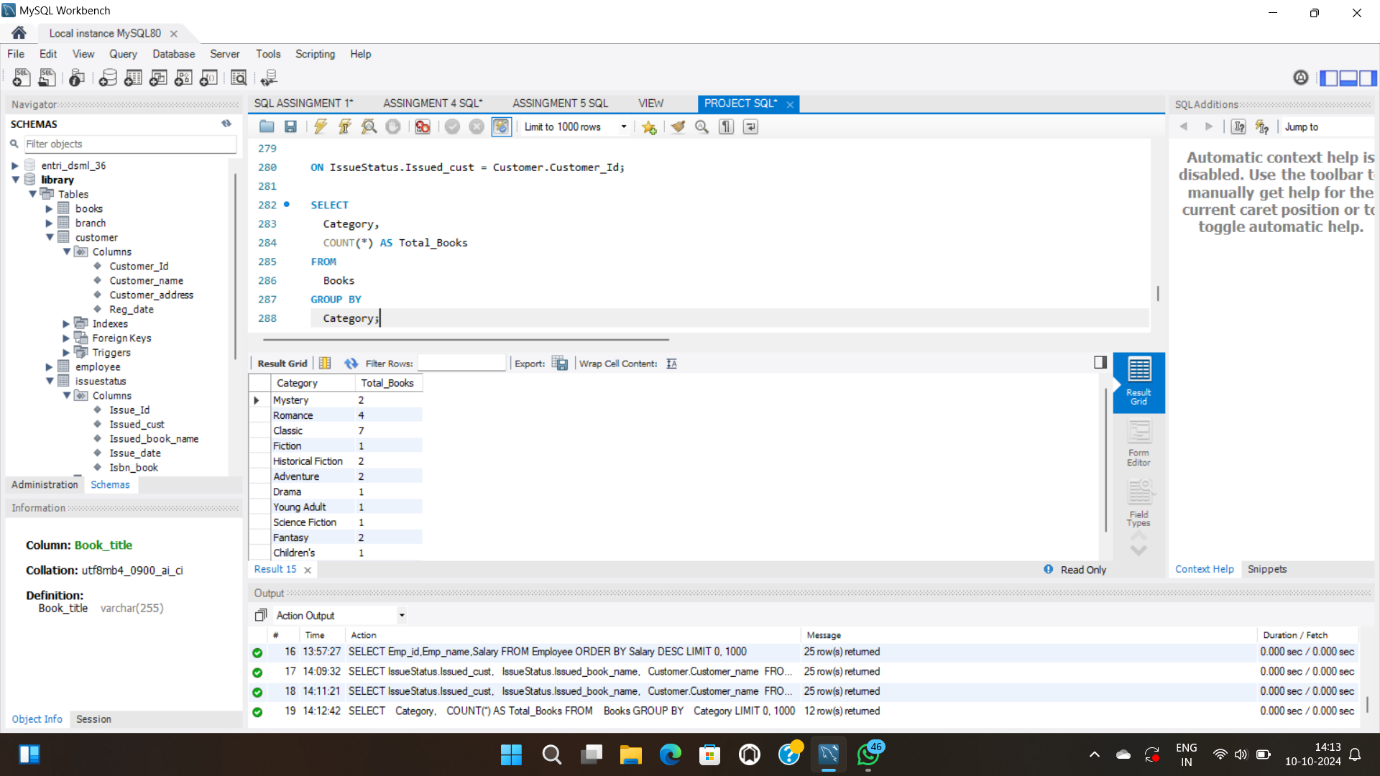 MySQL Workbench
Local instance MySQL80
File Edit View Query Database Server Tools Scripting Help
Navigator
SCHEMAS
Filter objects
entri_dsml_36
library
Tables
books
branch
customer
Columns
Customer_Id
Customer_name
Customer_address
Reg_date
Indexes
Foreign Keys
Triggers
employee
issuestatus
Columns
Issue_Id
Issued_cust
Issued_book_name
Issue_date
Isbn_book
Administration Schemas
Information
Column: Book_title
Collation: utf8mb4_0900_ai_ci
Definition:
Book_title varchar(255)
Object Info Session
SQL ASSINGMENT 1* ASSINGMENT 4 SQL* ASSINGMENT 5 SQL VIEW PROJECT SQL*
Limit to 1000 rows
279
280 ON IssueStatus.Issued_cust = Customer.Customer_Id;
281
282 SELECT
283 Category,
284 COUNT(*) AS Total_Books
285 FROM
286 Books
287 GROUP BY
288 Category;
Result Grid Filter Rows: Export: Wrap Cell Content:
Category Total_Books
Mystery 2
Romance 4
Classic 7
Fiction 1
Historical Fiction 2
Adventure 2
Drama 1
Young Adult 1
Science Fiction 1
Fantasy 2
Children's 1
Result Grid
Form Editor
Field Types
Result 15 Read Only
Output
Action Output
# Time Action Message Duration / Fetch
16 13:57:27 SELECT Emp_id,Emp_name,Salary FROM Employee ORDER BY Salary DESC LIMIT 0, 1000 25 row(s) returned 0.000 sec / 0.000 sec
17 14:09:32 SELECT IssueStatus.Issued_cust, IssueStatus.Issued_book_name, Customer.Customer_name FRO... 25 row(s) returned 0.000 sec / 0.000 sec
18 14:11:21 SELECT IssueStatus.Issued_cust, IssueStatus.Issued_book_name, Customer.Customer_name FRO... 25 row(s) returned 0.000 sec / 0.000 sec
19 14:12:42 SELECT Category, COUNT(*) AS Total_Books FROM Books GROUP BY Category LIMIT 0, 1000 12 row(s) returned 0.000 sec / 0.000 sec
SQLAdditions
Jump to
Automatic context help is
disabled. Use the toolbar t
manually get help for the
current caret position or to
toggle automatic help.
Context Help Snippets
46
ENG
IN
14:13
10-10-2024